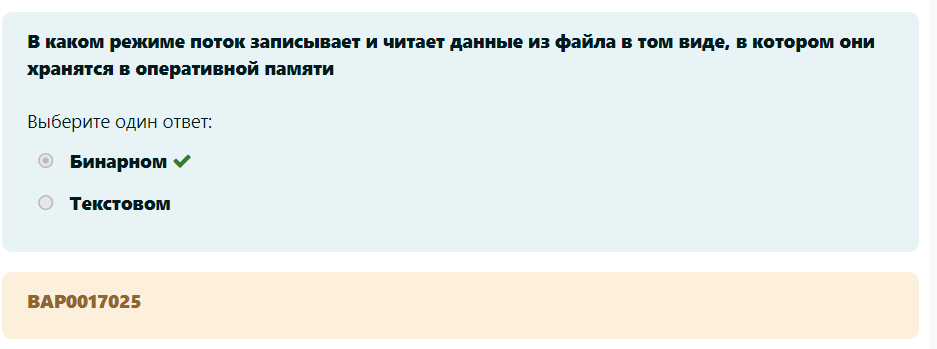 В каком режиме поток записывает и читает данные из файла в том виде, в котором они
хранятся в оперативной памяти
Выберите один ответ:
Бинарном
Текстовом
ВАР0017025